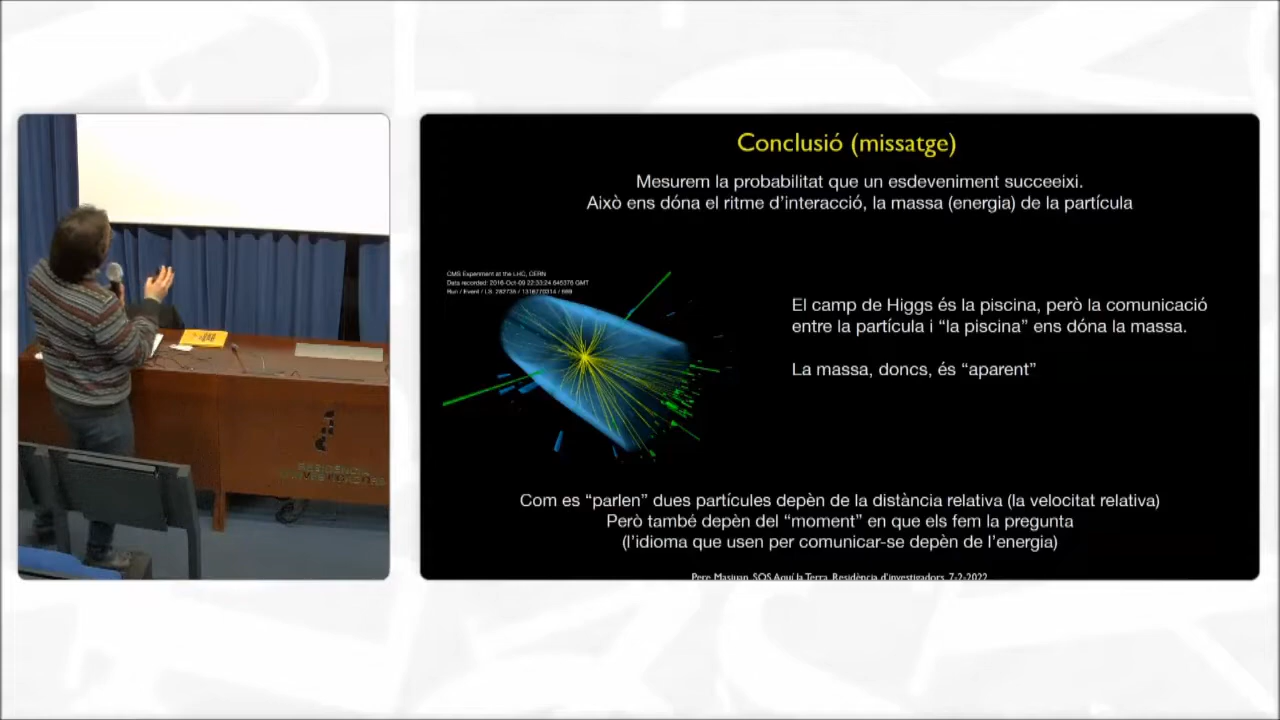 Conclusió (missatge)
Mesurem la probabilitat que un esdeveniment succeeixi.
Això ens dóna el ritme d'interacció, la massa (energia) de la partícula
CMS Experiment at the LHC, CERN
Data recorded: 2016-Oct-09 22:33:24 GMT
Run / Event / LS
El camp de Higgs és la piscina, però la comunicació
entre la partícula i “la piscina” ens dóna la massa.
La massa, doncs, és “aparent”
Com es “parlen” dues partícules depèn de la distància relativa (la velocitat relativa)
Però també depèn del “moment” en que els fem la pregunta
(l'idioma que usen per comunicar-se depèn de l'energia)
Pere Masjuan, SOS Aquí la Terra, Residència d'investigadors, 7-2-2022
RESIDÈNCIA
D'INVESTIGADORS